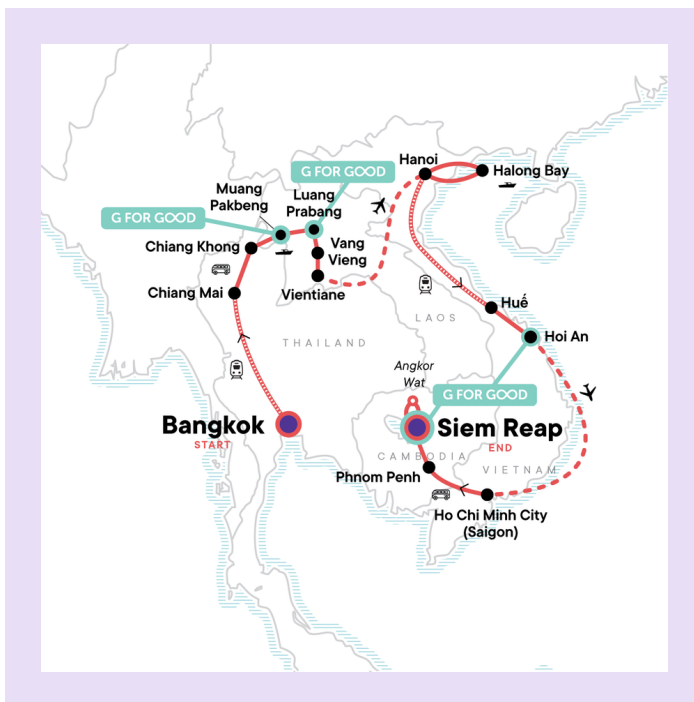 Hanoi
Halong Bay
G FOR GOOD
Muang
Pakbeng
Luang
Prabang
G FOR GOOD
Chiang Khong
Vang
Vieng
Chiang Mai
Vientiane
Huế
LAOS
Hoi An
THAILAND
Angkor
Wat
G FOR GOOD
Bangkok
START
Siem Reap
END
CAMBODIA
VIETNAM
Phnom Penh
Ho Chi Minh City
(Saigon)